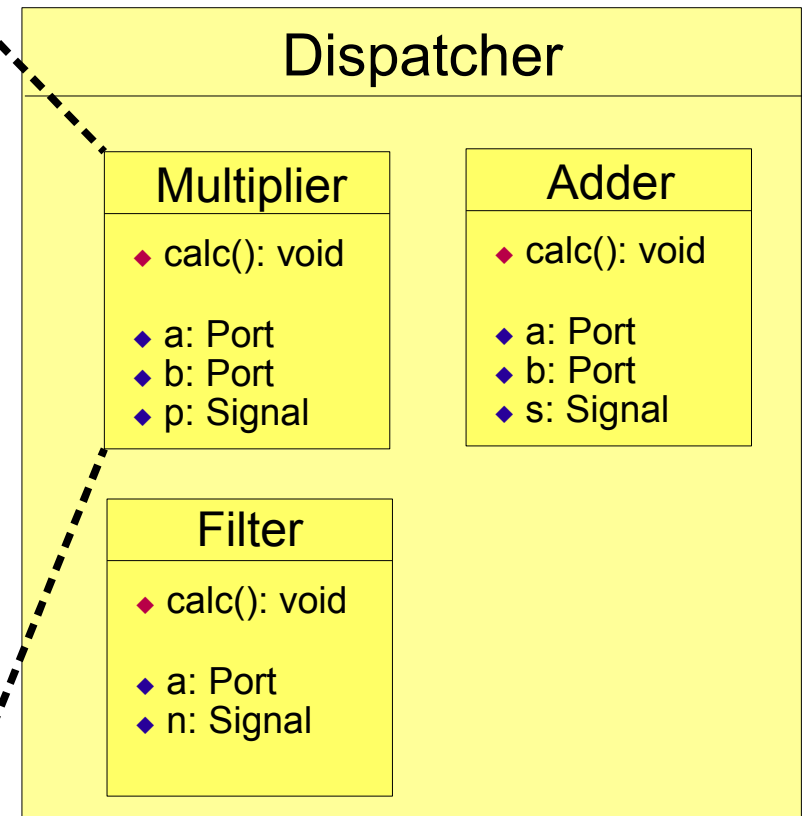 Dispatcher
Multiplier
calc(): void
a: Port
b: Port
p: Signal
Adder
calc(): void
a: Port
b: Port
s: Signal
Filter
calc(): void
a: Port
n: Signal